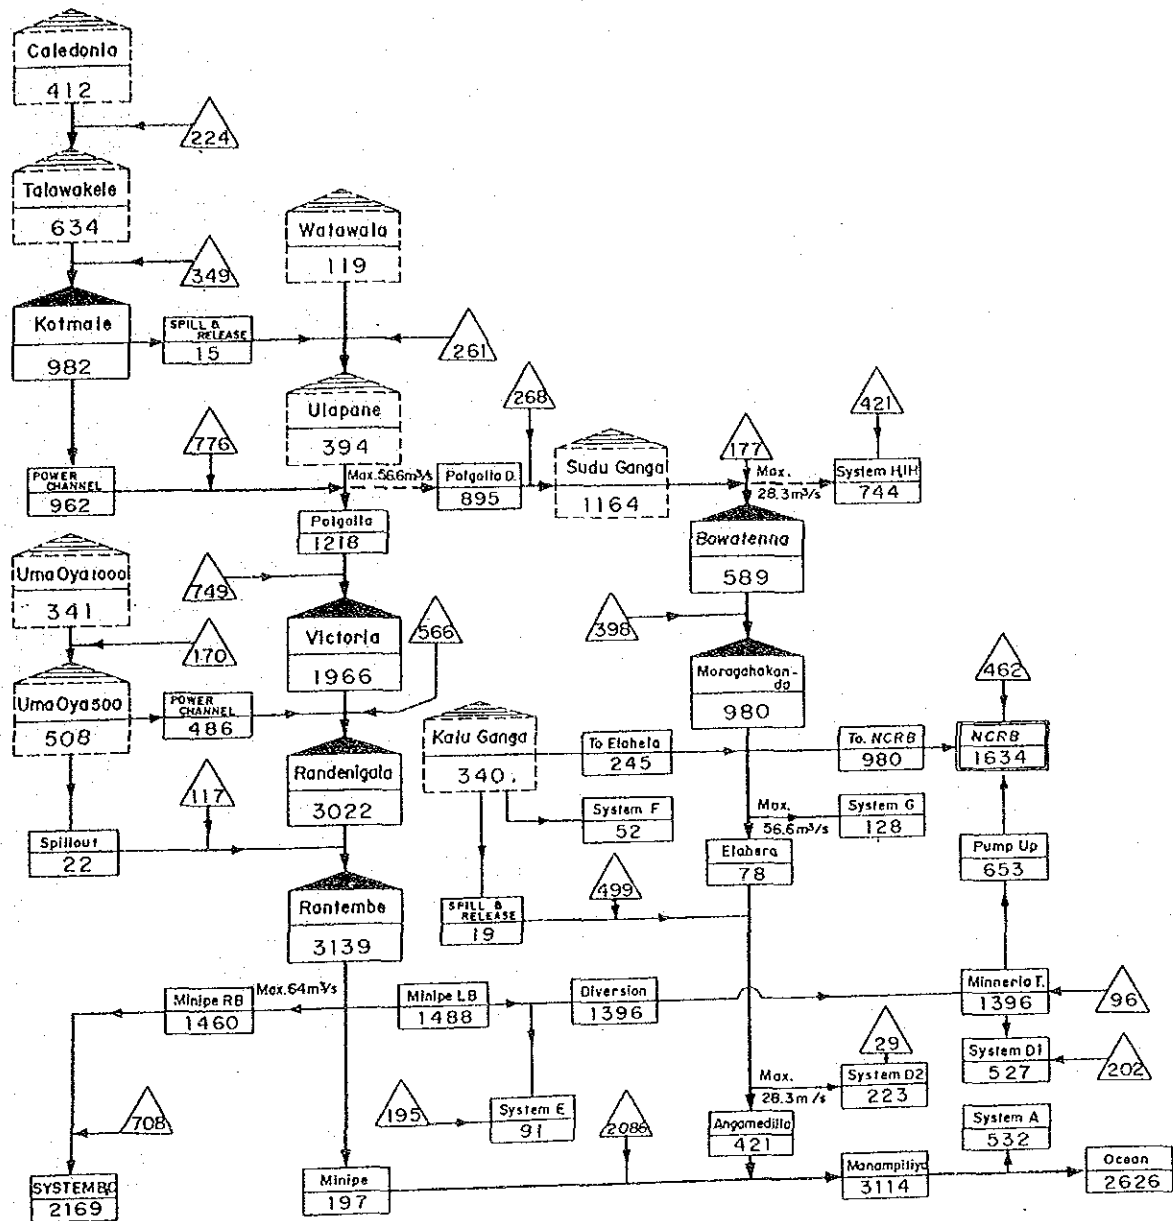 Caledonia
412
224
Talawakele
634
Watawala
119
349
Kotmale
982
SPILL &
RELEASE
15
261
Ulapane
394
268
421
776
177
Sudu Ganga
1164
Max.56.6m³/s
Polgolla D.
895
Max.
28.3m³/s
System H,IH
744
POWER
CHANNEL
962
Polgolla
1218
Bowatenna
589
Uma Oya 1000
341
749
566
398
Victoria
1966
170
Moragahakan-
da
980
462
Uma Oya 500
508
POWER
CHANNEL
486
Kalu Ganga
340
To Elahela
245
To. NCRB
980
NCRB
1634
Randenigala
3022
117
System F
52
Max.
56.6m³/s
System G
128
Spillout
22
Elahera
78
Pump Up
653
Rantembe
3139
499
SPILL &
RELEASE
19
Minipe RB
1460
Max.64m³/s
Minipe LB
1488
Diversion
1396
Minneria T.
1396
96
29
System D1
527
202
Max.
28.3m /s
System D2
223
708
195
System E
91
2086
Angamedilla
421
System A
532
SYSTEMB,C
2169
Minipe
197
Manampitiya
3114
Ocean
2626